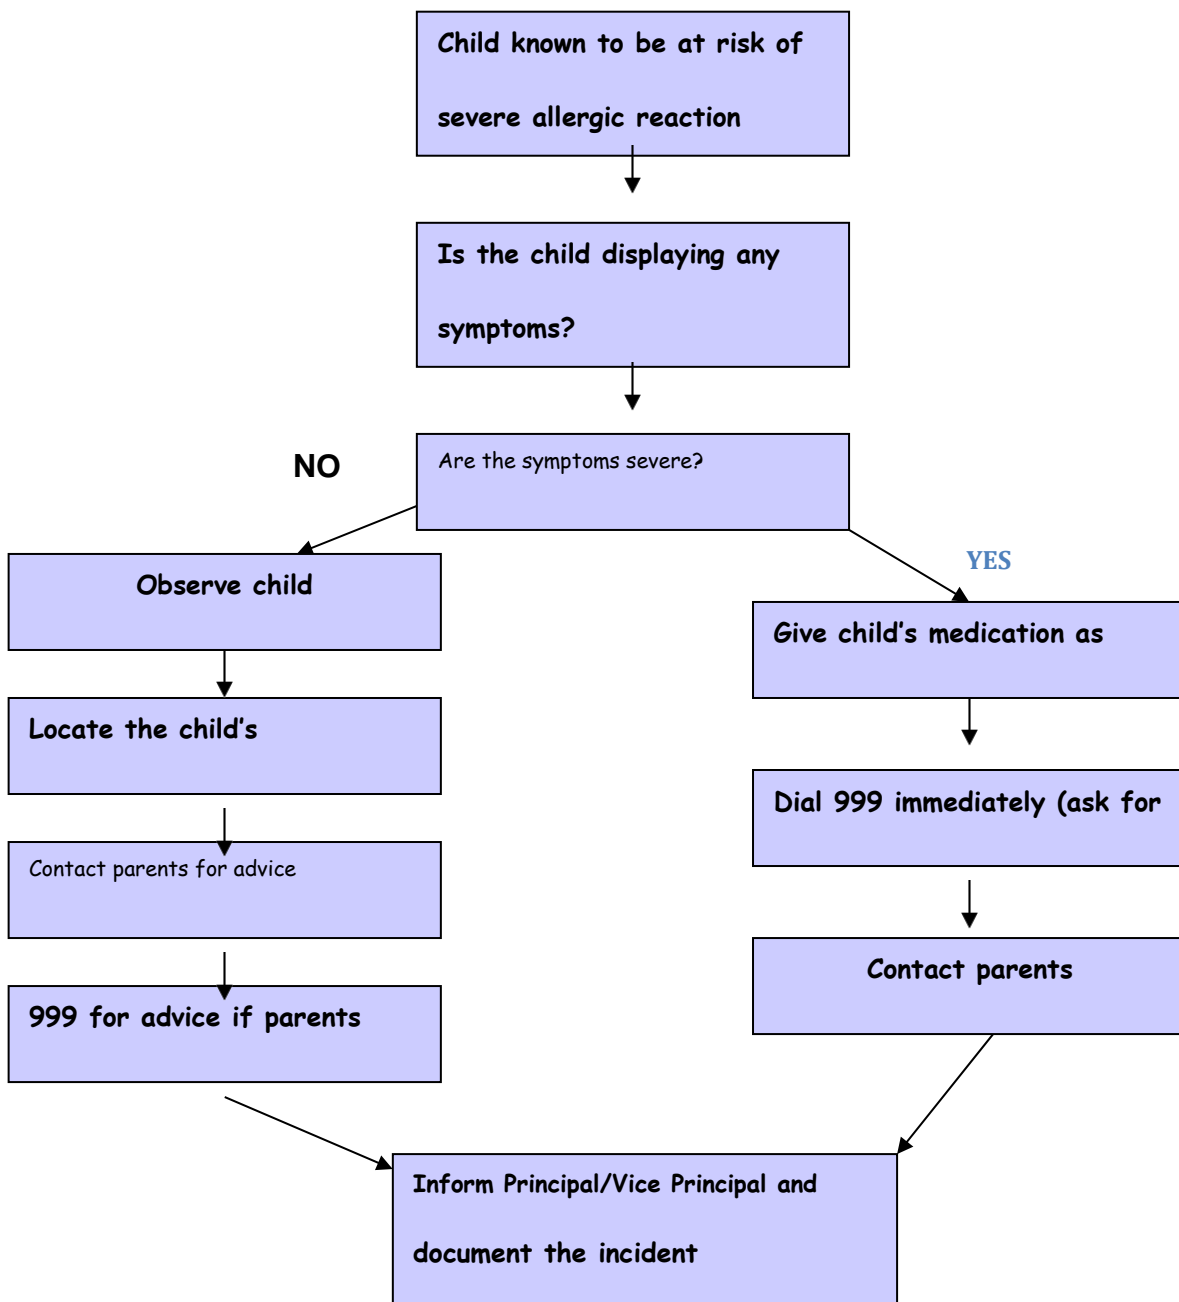 Child known to be at risk of
severe allergic reaction
Is the child displaying any
symptoms?
NO
Are the symptoms severe?
YES
Observe child
Locate the child's
Contact parents for advice
999 for advice if parents
Give child's medication as
Dial 999 immediately (ask for
Contact parents
Inform Principal/Vice Principal and
document the incident